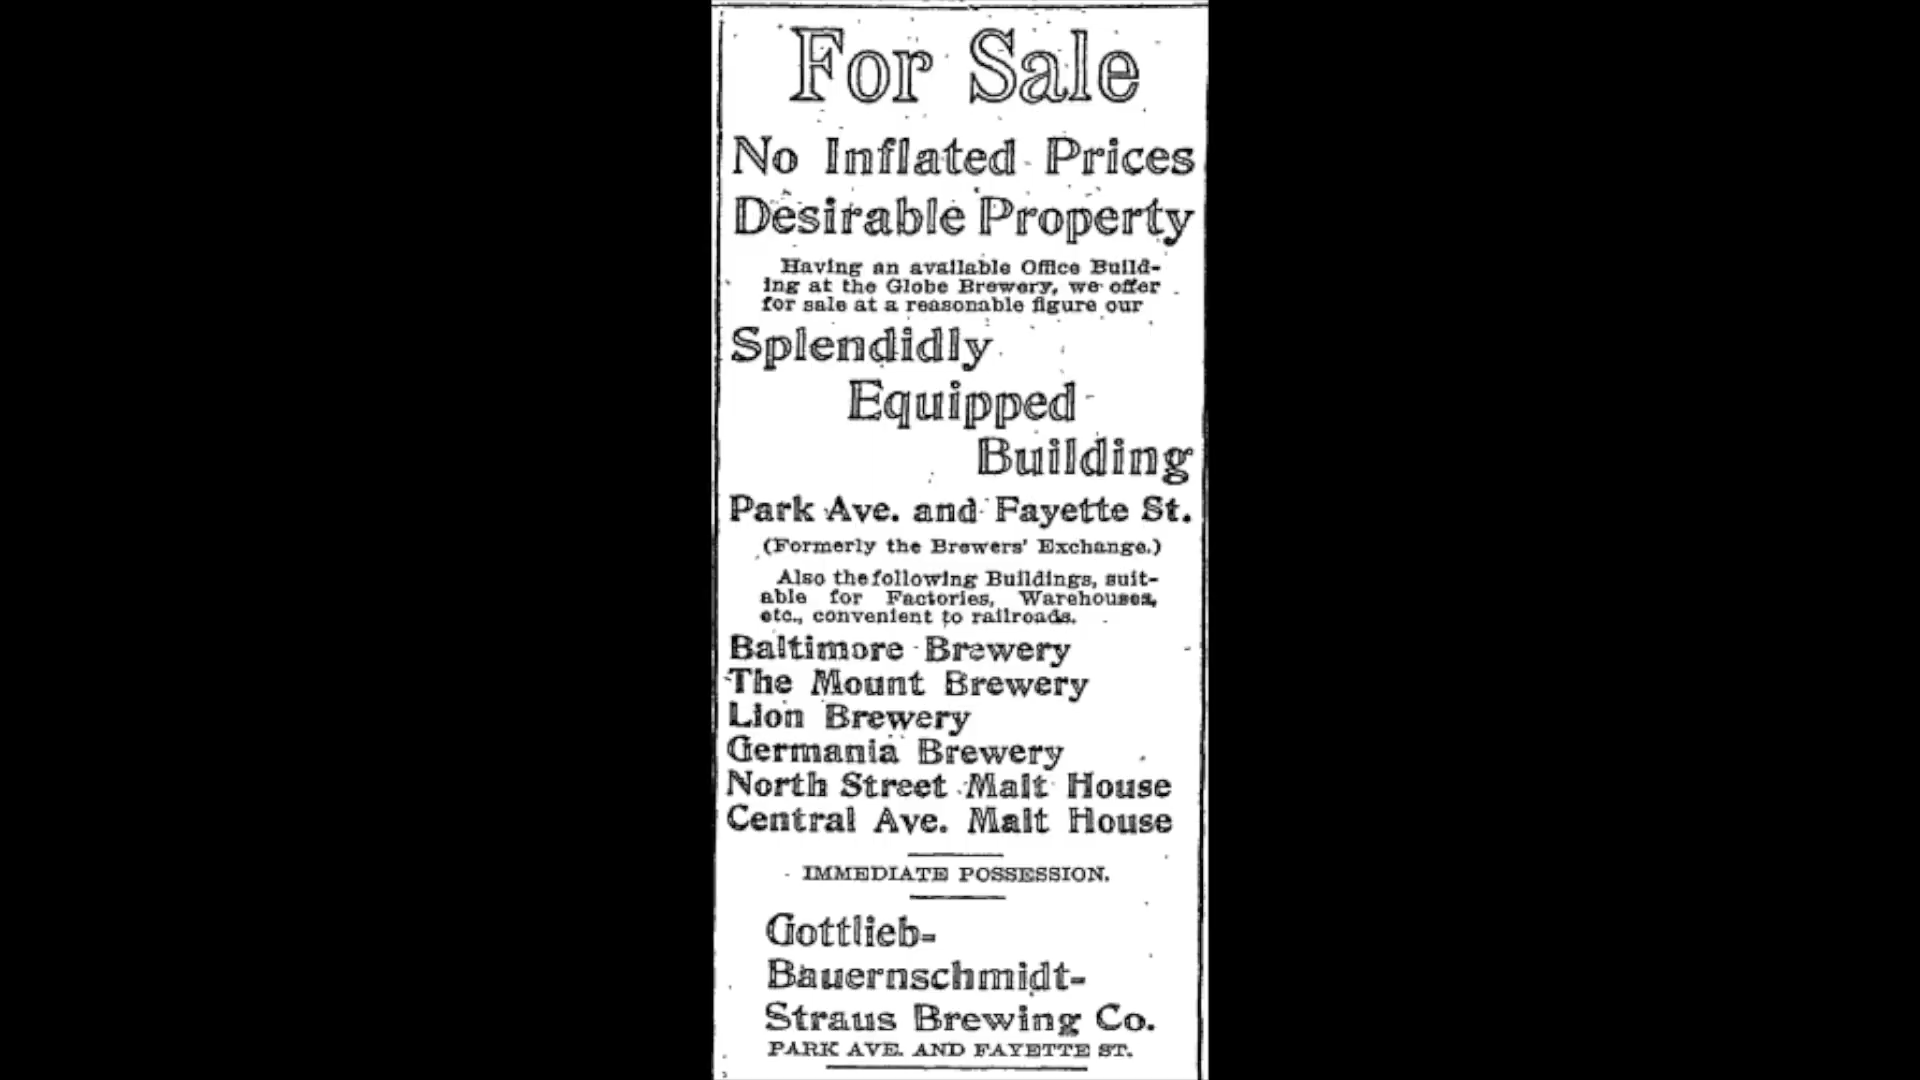 For Sale
No Inflated Prices
Desirable Property
Having an available Office Build-
ing at the Globe Brewery, we offer
for sale at a reasonable figure our
Splendidly
Equipped
Building
Park Ave. and Fayette St.
(Formerly the Brewers' Exchange.)
Also the following Buildings, suit-
able for Factories, Warehouses,
etc., convenient to railroads.
Baltimore Brewery
The Mount Brewery
Lion Brewery
Germania Brewery
North Street Malt House
Central Ave. Malt House
IMMEDIATE POSSESSION.
Gottlieb-
Bauernschmidt-
Straus Brewing Co.
PARK AVE. AND FAYETTE ST.